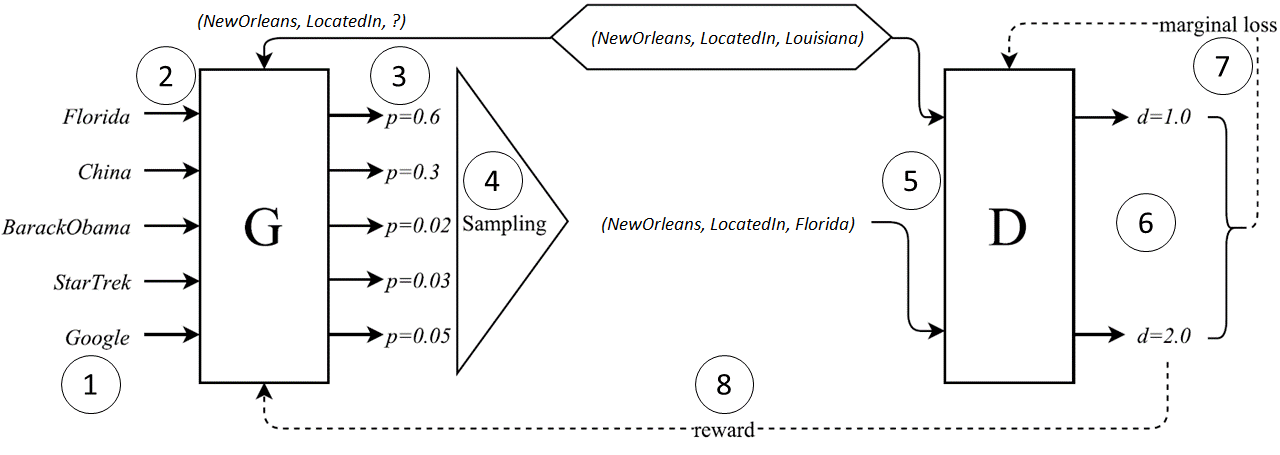 (NewOrleans, LocatedIn, ?)
(NewOrleans, LocatedIn, Louisiana)
marginal loss
2
3
7
Florida
p=0.6
d=1.0
China
p=0.3
4
5
BarackObama
G
p=0.02
Sampling
(NewOrleans, LocatedIn, Florida)
D
6
StarTrek
p=0.03
Google
p=0.05
d=2.0
1
8
reward